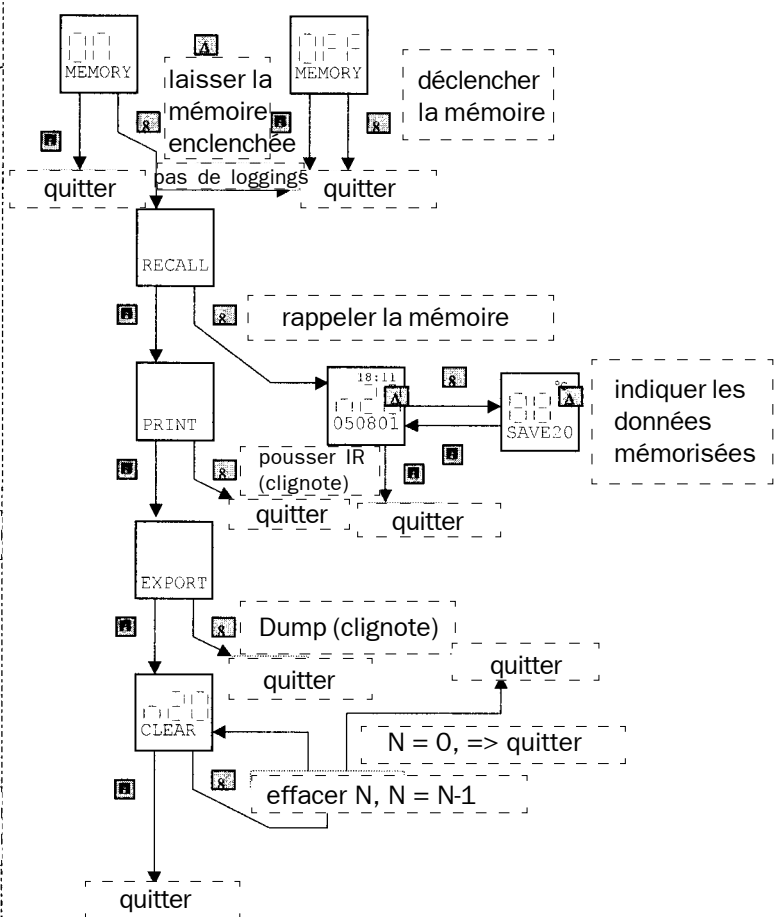 ON
MEMORY
laisser la
mémoire
enclenchée
OFF
MEMORY
déclencher
la mémoire
quitter
pas de loggings
quitter
RECALL
rappeler la mémoire
PRINT
18:11
050801
°C
SAVE20
indiquer les
données
mémorisées
pousser IR
(clignote)
quitter
quitter
EXPORT
Dump (clignote)
quitter
quitter
n20
CLEAR
N = 0, => quitter
effacer N, N = N-1
quitter